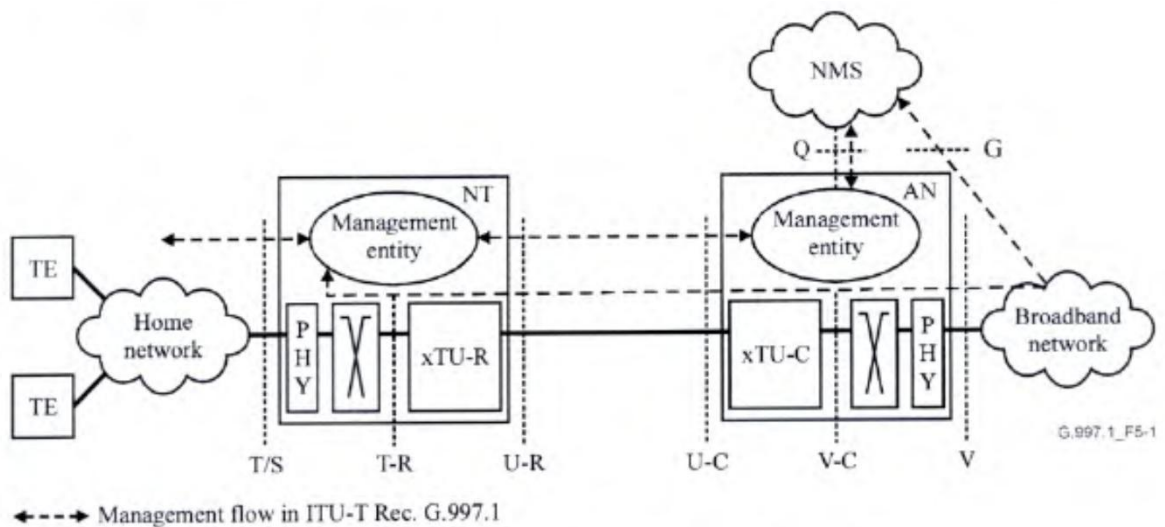 NMS
Q
G
NT
AN
Management
entity
Management
entity
TE
Home
network
P
H
Y
xTU-R
xTU-C
P
H
Y
Broadband
network
TE
G.997.1_F5-1
T/S
T-R
U-R
U-C
V-C
V
Management flow in ITU-T Rec. G.997.1